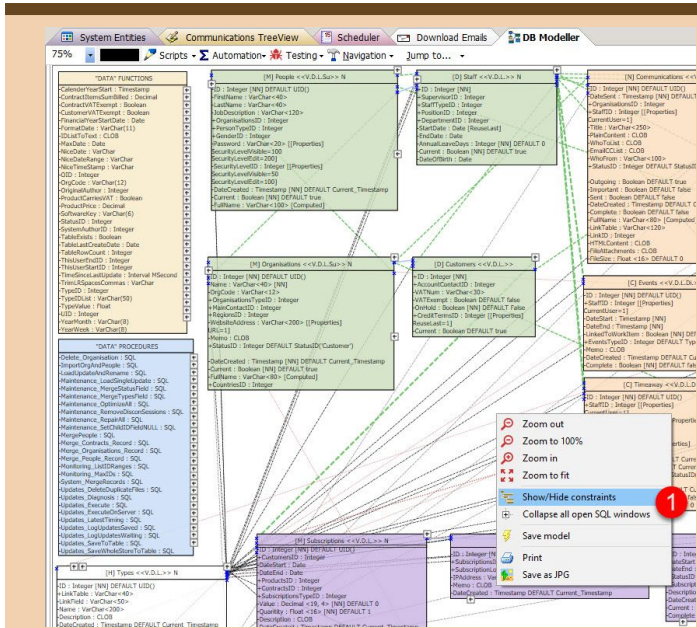 System Entities
Communications TreeView
Scheduler
Download Emails
DB Modeller
75%
Scripts
Automation
Testing
Navigation
Jump to...
"DATA" FUNCTIONS
-CalenderYearStart : Timestamp
-ContractItemsSumBilled : Decimal
-ContractVATExempt : Boolean
-CustomerVATExempt : Boolean
-FinancialYearStartDate : Date
-FormatDate : VarChar(11)
-IDListToText : CLOB
-MaxDate : Date
-NiceDate : VarChar
-NiceDateRange : VarChar
-NiceTimeStamp : VarChar
-OID : Integer
-OrgCode : VarChar(12)
-OriginalAuthor : Integer
-ProductCarriesVAT : Boolean
-ProductPrice : Decimal
-SoftwareKey : VarChar(6)
-StatusID : Integer
-SystemAuthorID : Integer
-TableExists : Boolean
-TableLastCreateDate : Date
-TableRowCount : Integer
-ThisUserEndID : Integer
-ThisUserStartID : Integer
-TimeSinceLastUpdate : Interval MSecond
-TrimLRSpacesCommas : VarChar
-TypeID : Integer
-TypeIDList : VarChar(50)
-TypeValue : Float
-UID : Integer
-YearMonth : VarChar(8)
-YearWeek : VarChar(8)
"DATA" PROCEDURES
-Delete_Organisation : SQL
-ImportOrgAndPeople : SQL
-LoadUpdateAndRename : SQL
-Maintenance_LoadSingleUpdate : SQL
-Maintenance_MergeStatusField : SQL
-Maintenance_MergeTypesField : SQL
-Maintenance_OptimizeAll : SQL
-Maintenance_RemoveDisconSessions : SQL
-Maintenance_RepairAll : SQL
-Maintenance_SetChildIDFieldNULL : SQL
-MergePeople : SQL
-Merge_Contracts_Record : SQL
-Merge_Organisations_Record : SQL
-Merge_People_Record : SQL
-Monitoring_ListIDRanges : SQL
-Monitoring_MaxIDs : SQL
-System_MergeRecords : SQL
-Updates_DeleteDuplicateFiles : SQL
-Updates_Diagnosis : SQL
-Updates_Execute : SQL
-Updates_ExecuteOnServer : SQL
-Updates_LatestTiming : SQL
-Updates_LogUpdatesSaved : SQL
-Updates_LogUpdatesWaiting : SQL
-Updates_SaveToTable : SQL
-Updates_SaveWholeStoreToTable : SQL
[H] Types <<V.D.L.>> N
-ID : Integer [NN] DEFAULT UID()
+LinkTable : VarChar<40>
-LinkField : VarChar<50>
-Name : VarChar<200>
-Description : CLOB
-DateCreated : Timestamp DEFAULT Current_Timestamp
[M] People <<V.D.L.Su>> N
-ID : Integer [NN] DEFAULT UID()
-FirstName : VarChar<40>
-LastName : VarChar<40>
-JobDescription : VarChar<120>
+OrganisationsID : Integer
+PersonTypeID : Integer
+GenderID : Integer
+Password : VarChar<20> [[Properties]
SecurityLevelVisible=100
SecurityLevelEdit=200]
-SecurityLevelID : Integer [[Properties]
SecurityLevelVisible=50
SecurityLevelEdit=100]
-DateCreated : Timestamp [NN] DEFAULT Current_Timestamp
-Current : Boolean [NN] DEFAULT true
-FullName : VarChar<100> [Computed]
[D] Staff <<V.D.L.>> N
+ID : Integer [NN]
+SupervisorID : Integer
+StaffTypeID : Integer
+PositionID : Integer
+DepartmentID : Integer
-StartDate : Date [ReuseLast]
-EndDate : Date
-AnnualLeaveDays : Integer [NN] DEFAULT 0
-Current : Boolean [NN] DEFAULT true
-DateOfBirth : Date
[M] Organisations <<V.D.L.Su>> N
-ID : Integer [NN] DEFAULT UID()
-Name : VarChar<40> [NN]
-OrgCode : VarChar<12>
+OrganisationsTypeID : Integer
+MainContactID : Integer
+RegionsID : Integer
-WebsiteAddress : VarChar<200> [[Properties]
URL=1]
-Memo : CLOB
+StatusID : Integer DEFAULT StatusID('Customer')
-DateCreated : Timestamp [NN] DEFAULT Current_Timestamp
-Current : Boolean [NN] DEFAULT true
-FullName : VarChar<80> [Computed]
+CountriesID : Integer
[D] Customers <<V.D.L.>>
+ID : Integer [NN]
+AccountContactID : Integer
-VATNum : VarChar<30>
-VATExempt : Boolean DEFAULT false
-OnHold : Boolean [NN] DEFAULT false
+CreditTermsID : Integer [[Properties]
ReuseLast=1]
-Current : Boolean DEFAULT true
[N] Communications <<V
-ID : Integer [NN] DEFAULT UID()
-DateSent : Timestamp [NN] DEFAULT
+OrganisationsID : Integer
+StaffID : Integer [[Properties]
CurrentUser=1]
-Title : VarChar<250>
-PlainContent : CLOB
-WhoToList : CLOB
-EmailCCList : CLOB
-WhoFrom : VarChar<100>
+StatusID : Integer DEFAULT StatusID
-Outgoing : Boolean DEFAULT true
-Important : Boolean DEFAULT false
-Sent : Boolean DEFAULT false
-DateCreated : Timestamp DEFAULT C
-Complete : Boolean DEFAULT false
-FullName : VarChar<80> [Computed
-LinkTable : VarChar<120>
-LinkID : Integer
-HTMLContent : CLOB
-FileAttachments : CLOB
-FileSize : Float <16> DEFAULT 0
[C] Events <<V.D.L.Di.
-ID : Integer [NN] DEFAULT UID()
+StaffID : Integer [[Properties]
CurrentUser=1]
-DateStart : Timestamp [NN]
-DateEnd : Timestamp [NN]
-LinkedToWorkItem : Boolean [NN] DEF
+EventsTypeID : Integer DEFAULT Type
-Memo : CLOB
-DateCreated : Timestamp DEFAULT Cu
-Complete : Boolean [NN] DEFAULT fals
[C] Timeaway <<V.D.L.D
-ID : Integer [NN] DEFAULT UID()
+StaffID : Integer [[Properties]
Zoom out
Zoom to 100%
Zoom in
Zoom to fit
Show/Hide constraints
1
Collapse all open SQL windows
Save model
Print
Save as JPG
[M] Subscriptions <<V.D.L.>> N
-ID : Integer [NN] DEFAULT UID()
+CustomersID : Integer
-DateStart : Date
-DateEnd : Date
+ProductsID : Integer
+ContractsID : Integer
+SubscriptionsTypeID : Integer
-Value : Decimal <19, 4> [NN] DEFAULT 0
-Quantity : Float <16> [NN] DEFAULT 1
-Description : CLOB
-DateCreated : Timestamp DEFAULT Current_Timestamp